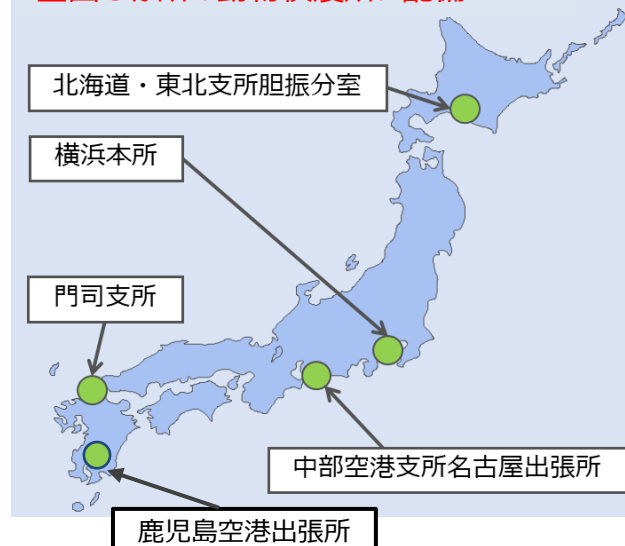 北海道・東北支所胆振分室
横浜本所
門司支所
中部空港支所名古屋出張所
鹿児島空港出張所